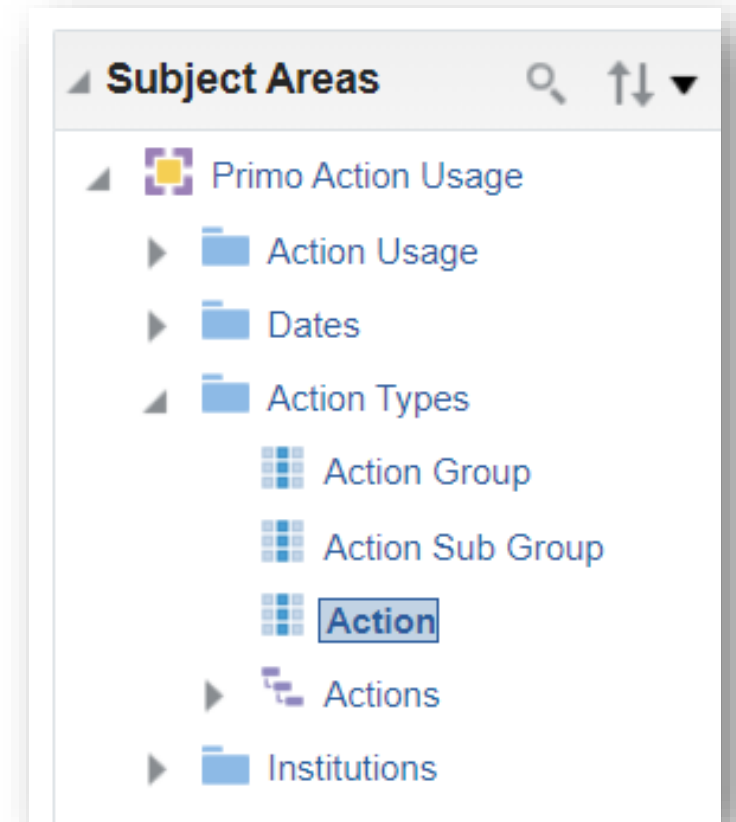 Subject Areas
Primo Action Usage
Action Usage
Dates
Action Types
Action Group
Action Sub Group
Action
Actions
Institutions